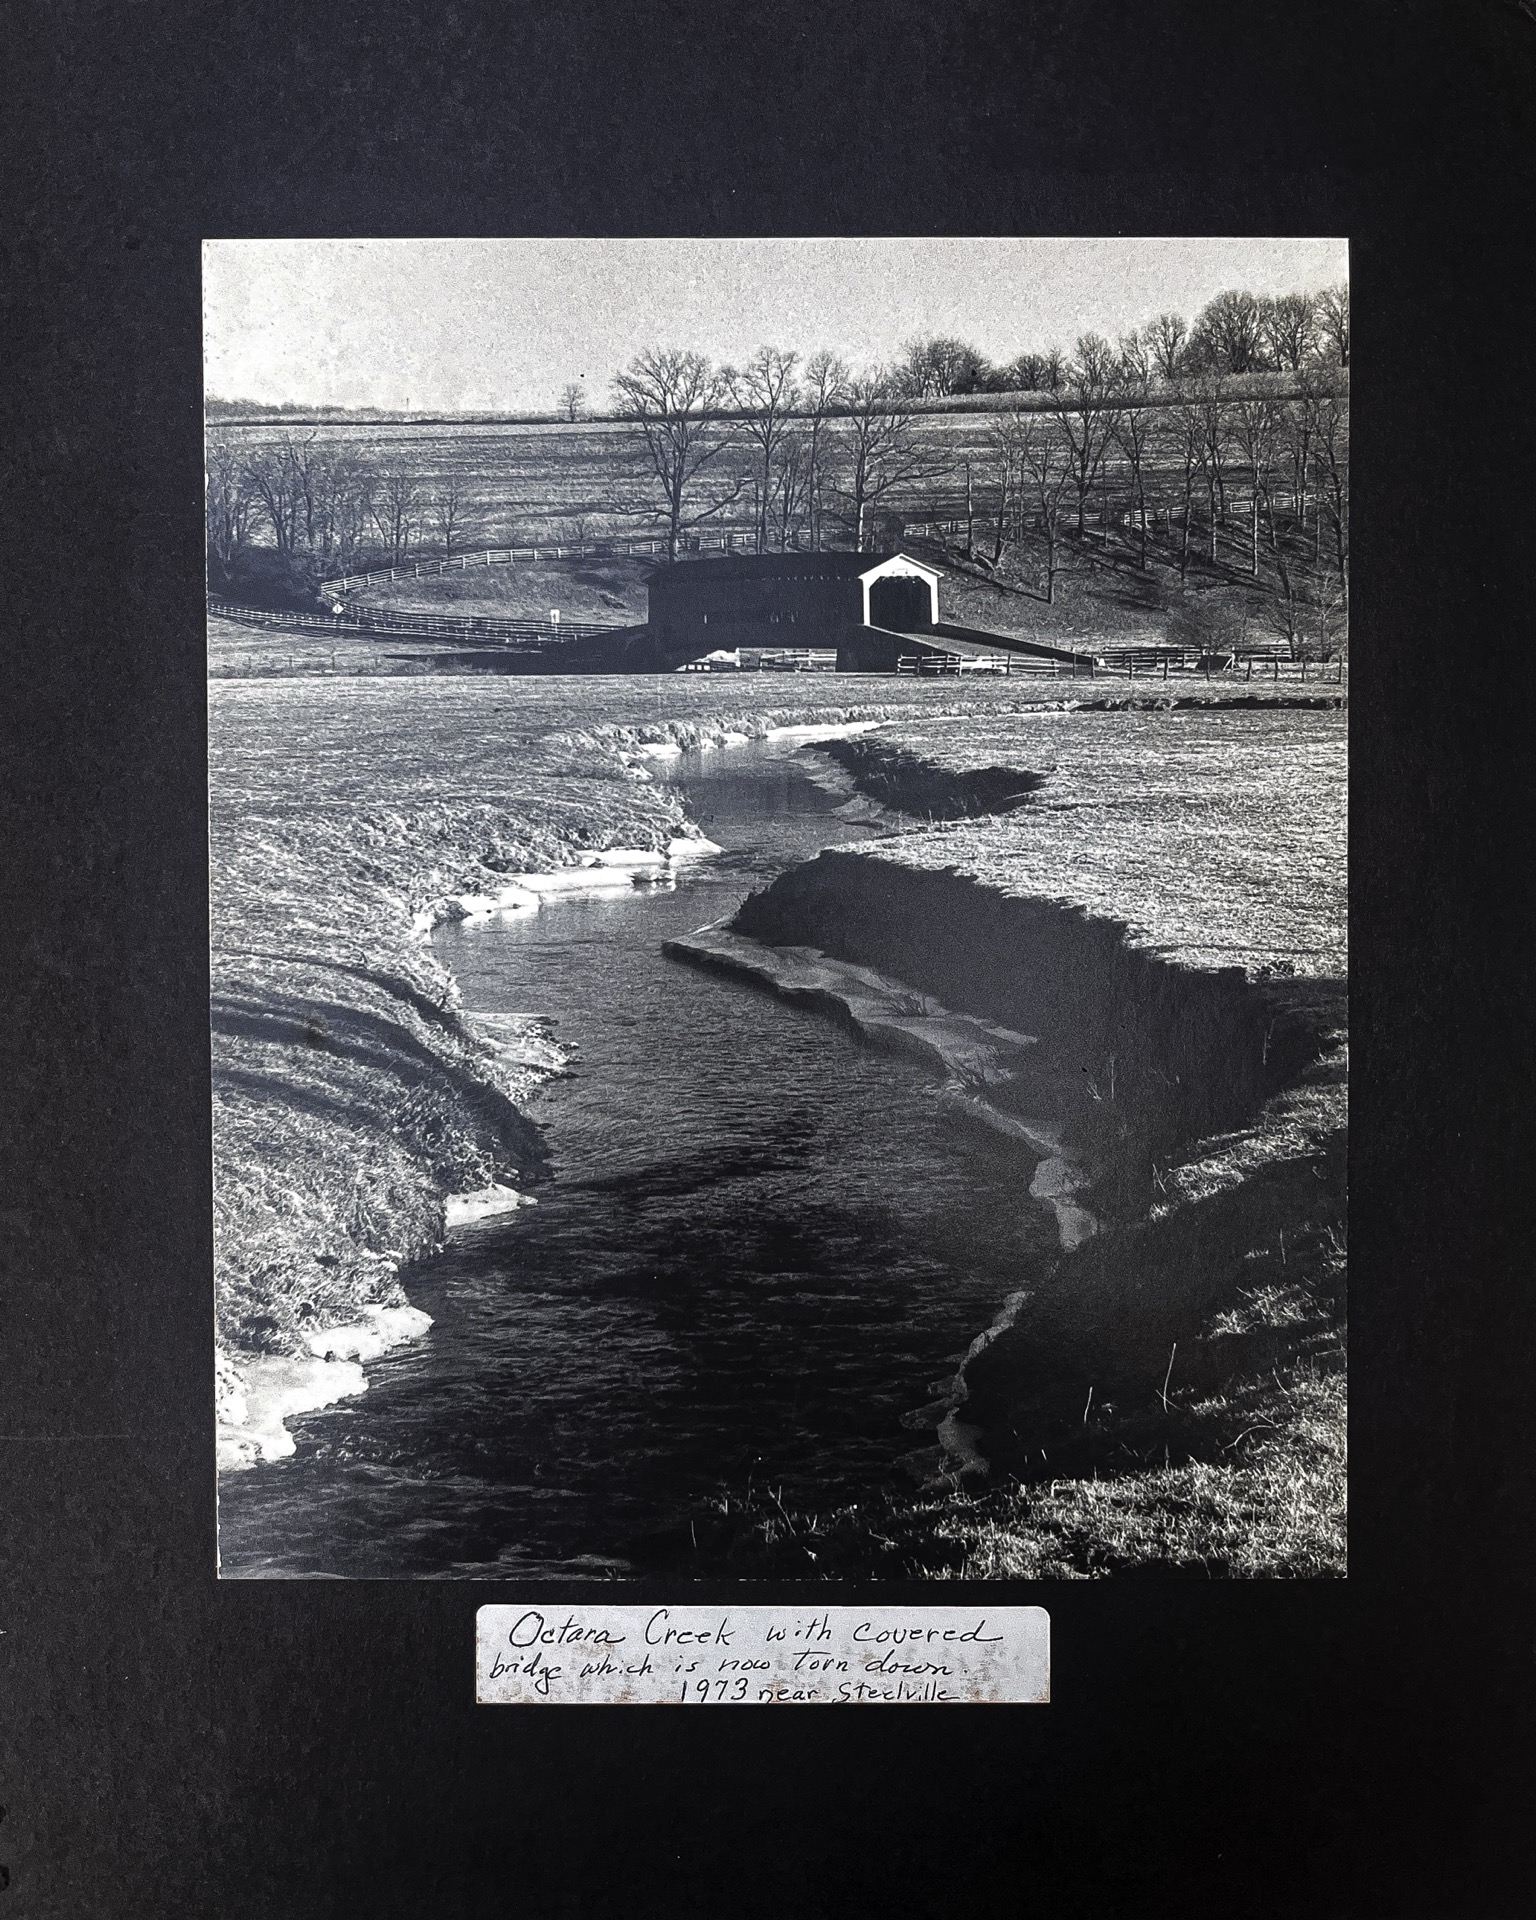 Octara Creek with covered
bridge which is now torn down.
1973 near Steelville